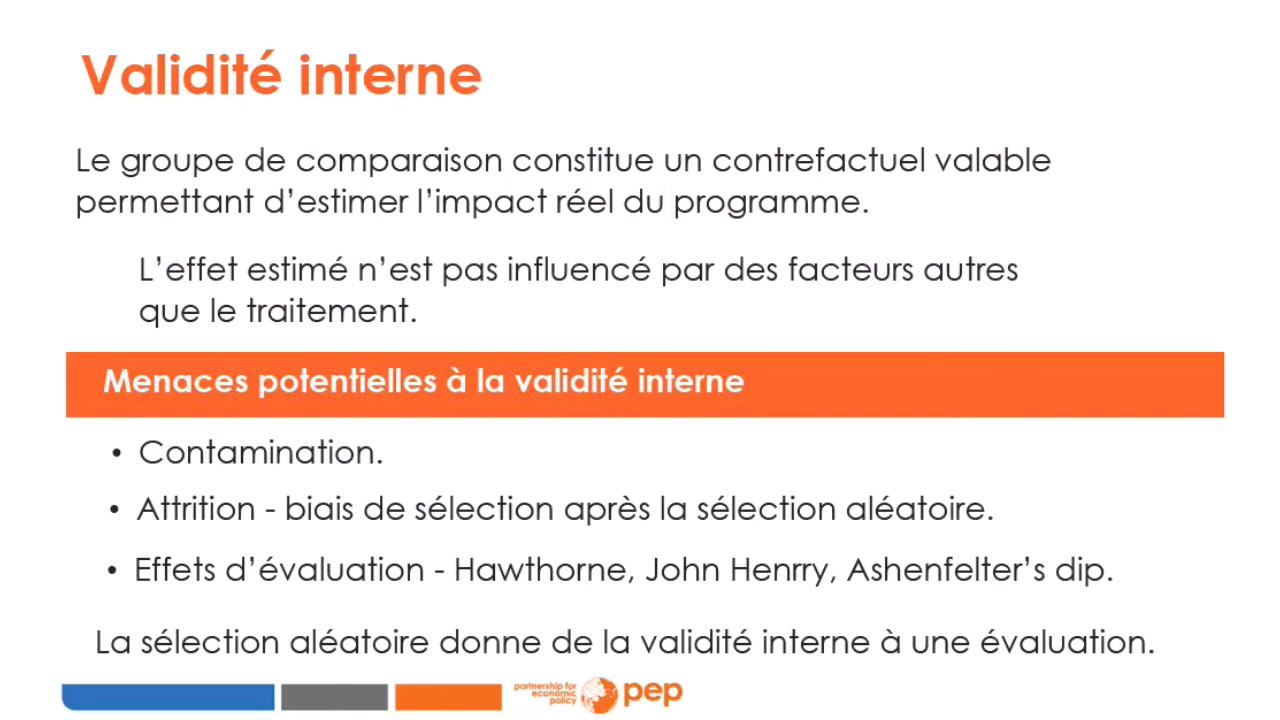 Validité interne
Le groupe de comparaison constitue un contrefactuel valable
permettant d’estimer l’impact réel du programme.
L’effet estimé n’est pas influencé par des facteurs autres
que le traitement.
Menaces potentielles à la validité interne
• Contamination.
• Attrition - biais de sélection après la sélection aléatoire.
• Effets d’évaluation - Hawthorne, John Henrry, Ashenfelter’s dip.
La sélection aléatoire donne de la validité interne à une évaluation.
partnership for
economic
policy
pep